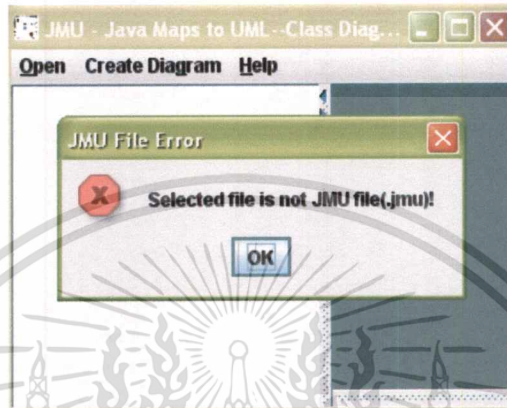 JMU - Java Maps to UML--Class Diag...
Open Create Diagram Help
JMU File Error
Selected file is not JMU file(.jmu)!
OK